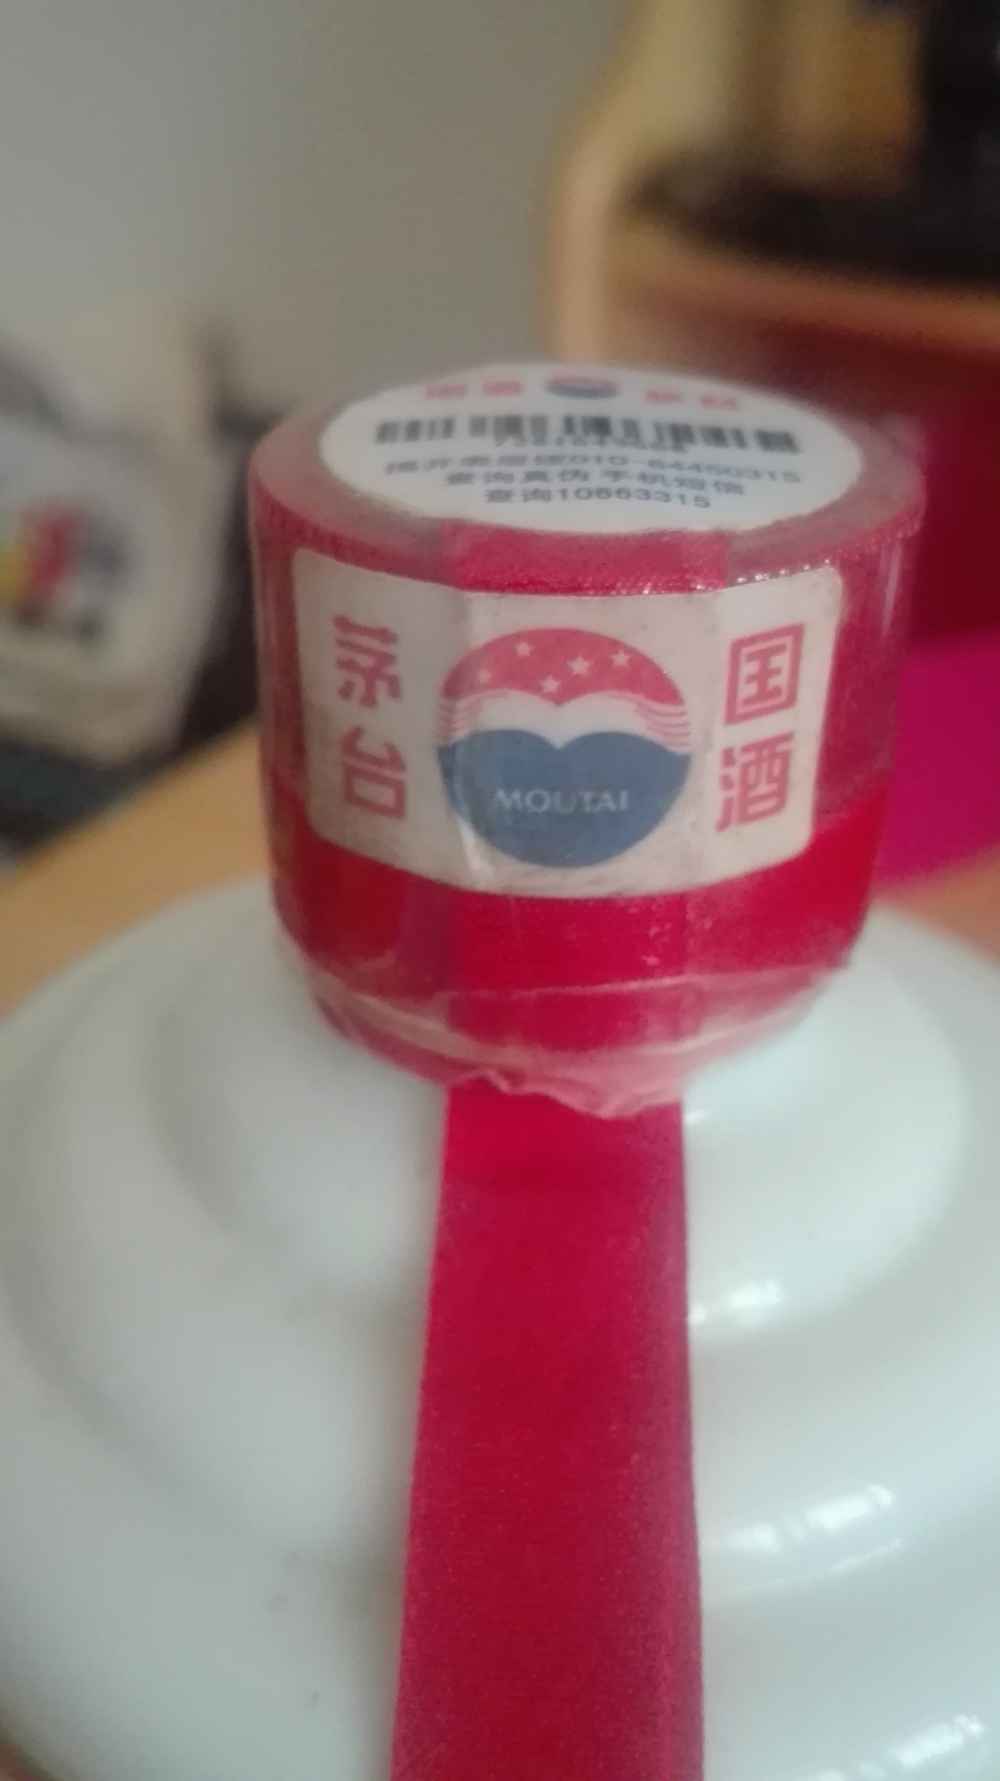 揭开表层拨010-64450315
查询真伪 手机短信
查询10663315
国酒
茅台
MOUTAI